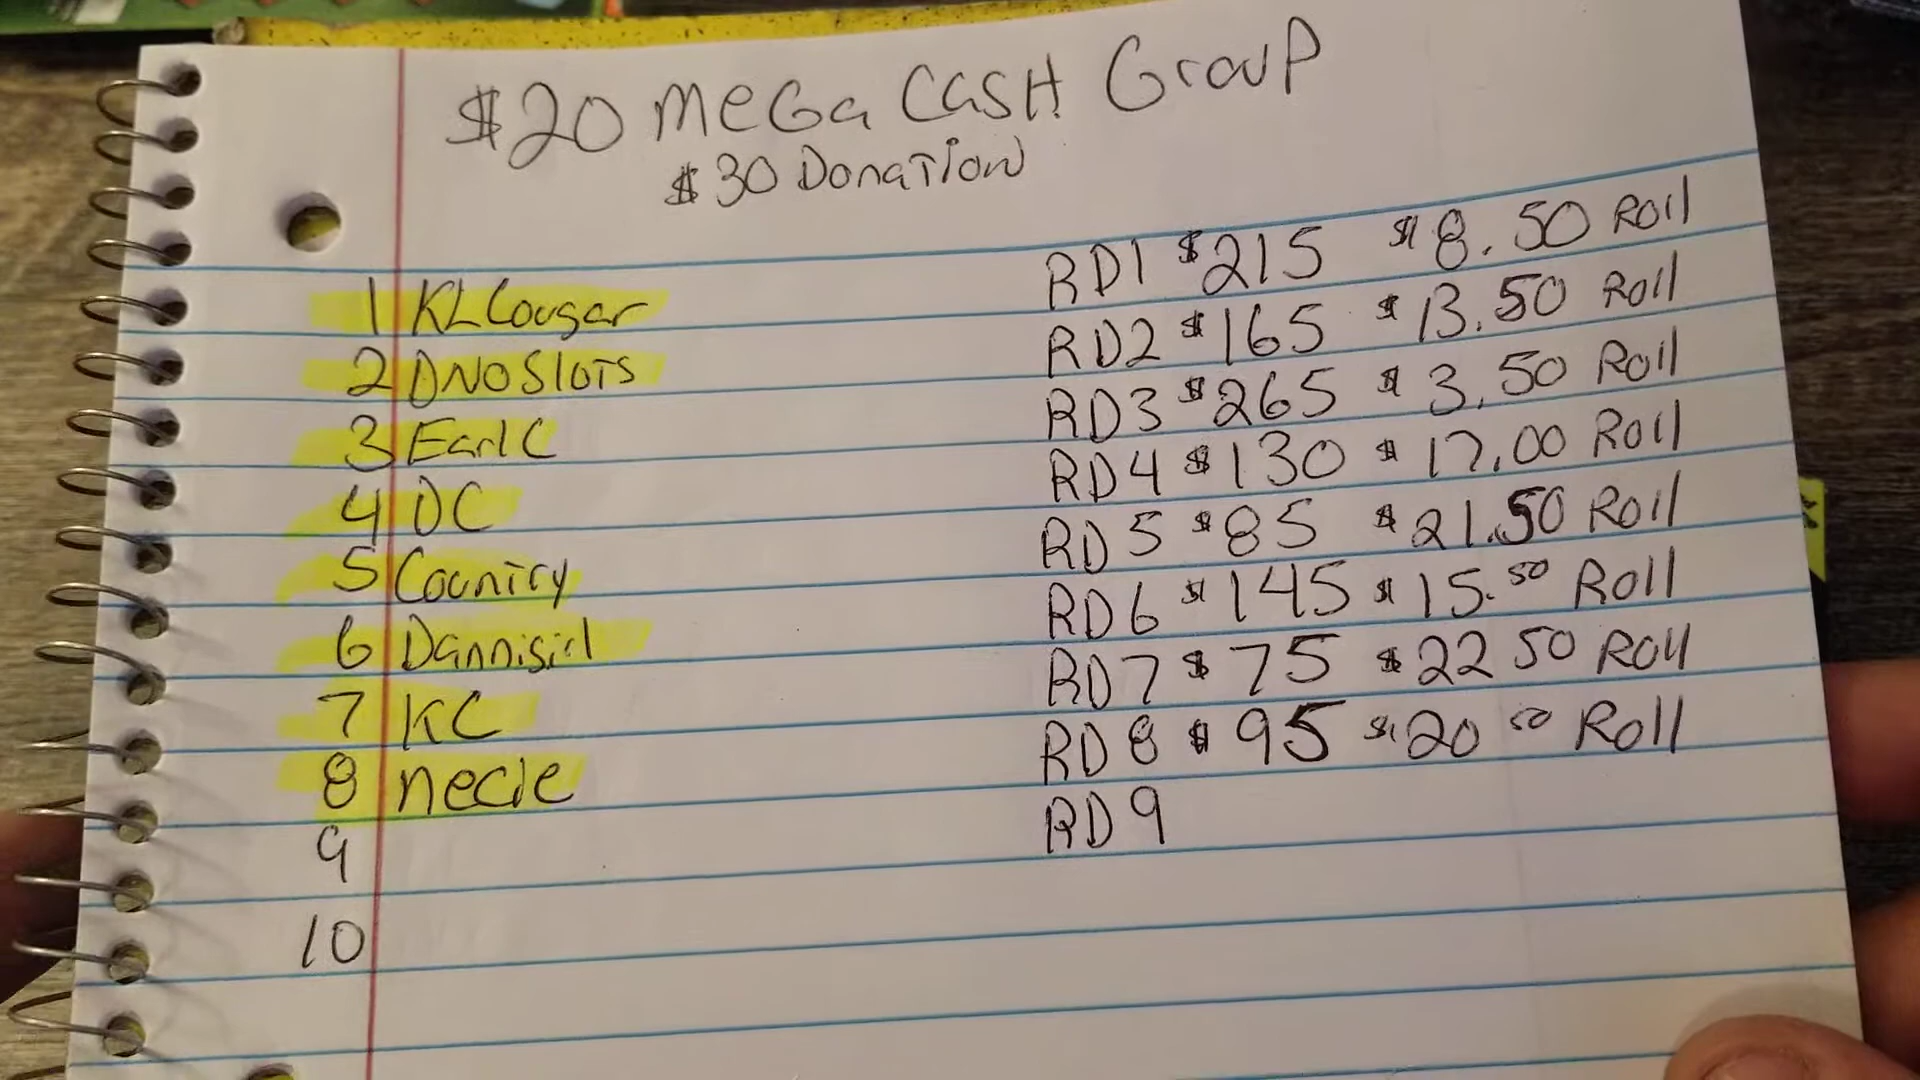 $20 MeGa CasH GrouP
$30 Donation
1 KLCougar
2 DNOSlots
3 EarlC
4 DC
5 Country
6 Dannisirl
7 KC
8 necie
9
10
RD1 $215 $8.50 Roll
RD2 $165 $13.50 Roll
RD3 $265 $3.50 Roll
RD4 $130 $17.00 Roll
RD5 $85 $21.50 Roll
RD6 $145 $15.50 Roll
RD7 $75 $22 50 Roll
RD8 $95 $20 50 Roll
RD9